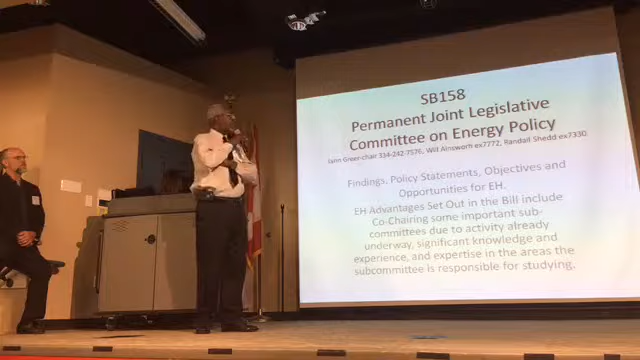 SB158
Permanent Joint Legislative
Committee on Energy Policy
Lynn Greer-chair 334-242-7576, Will Ainsworth ex7772, Randall Shedd ex7330
Findings, Policy Statements, Objectives and
Opportunities for EH.
EH Advantages Set Out in the Bill include
Co-Chairing some important sub-
committees due to activity already
underway, significant knowledge and
experience, and expertise in the areas the
subcommittee is responsible for studying.